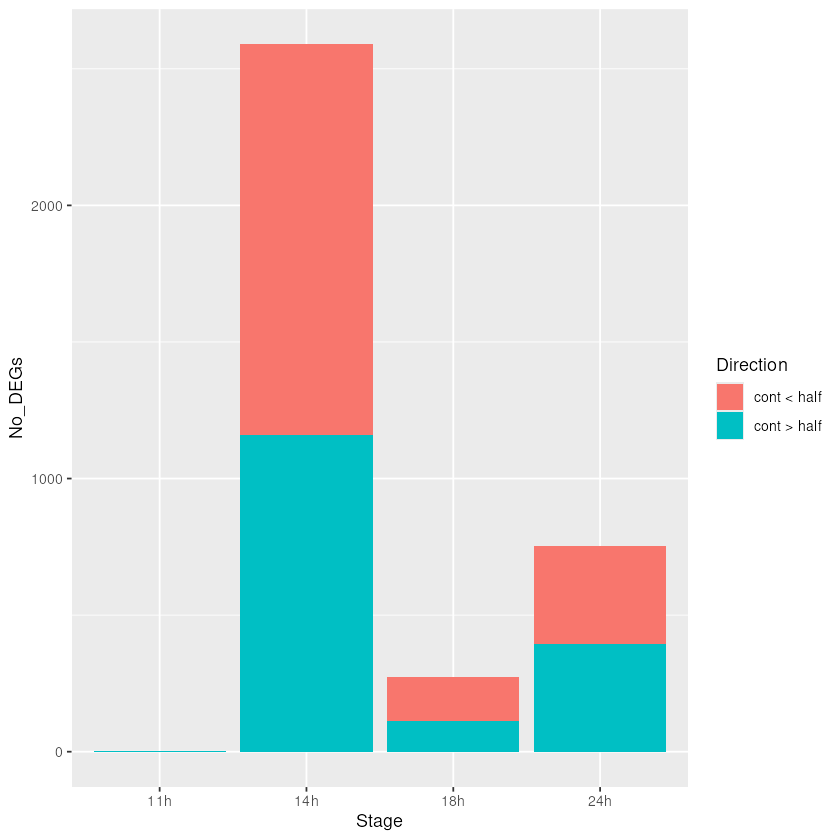 No_DEGs
2000
1000
0
11h
14h
18h
24h
Stage
Direction
cont < half
cont > half